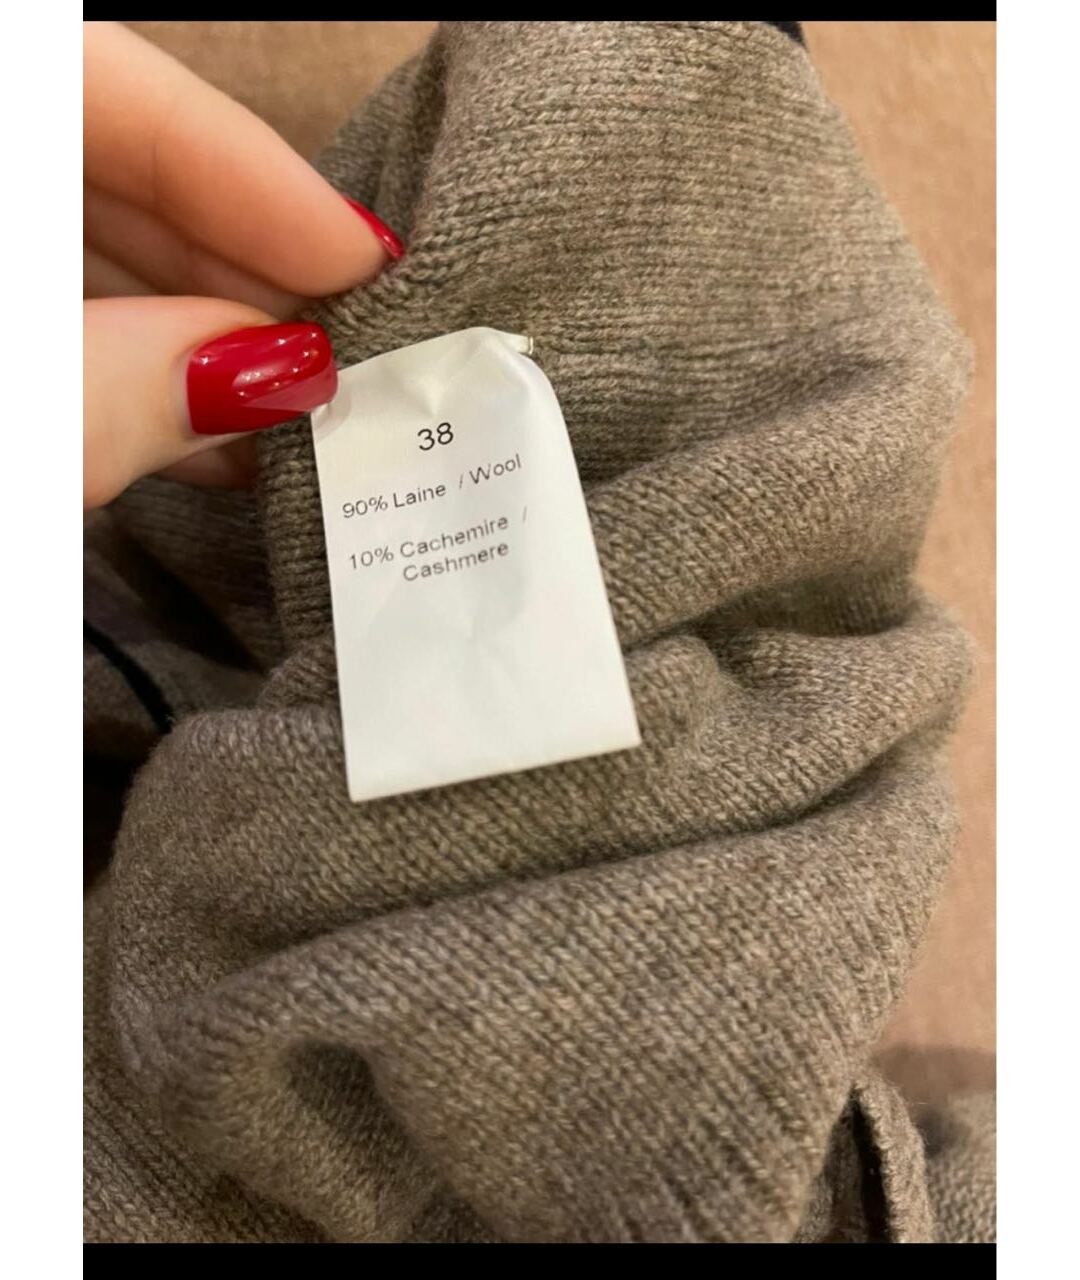 38
90% Laine / Wool
10% Cachemire /
Cashmere